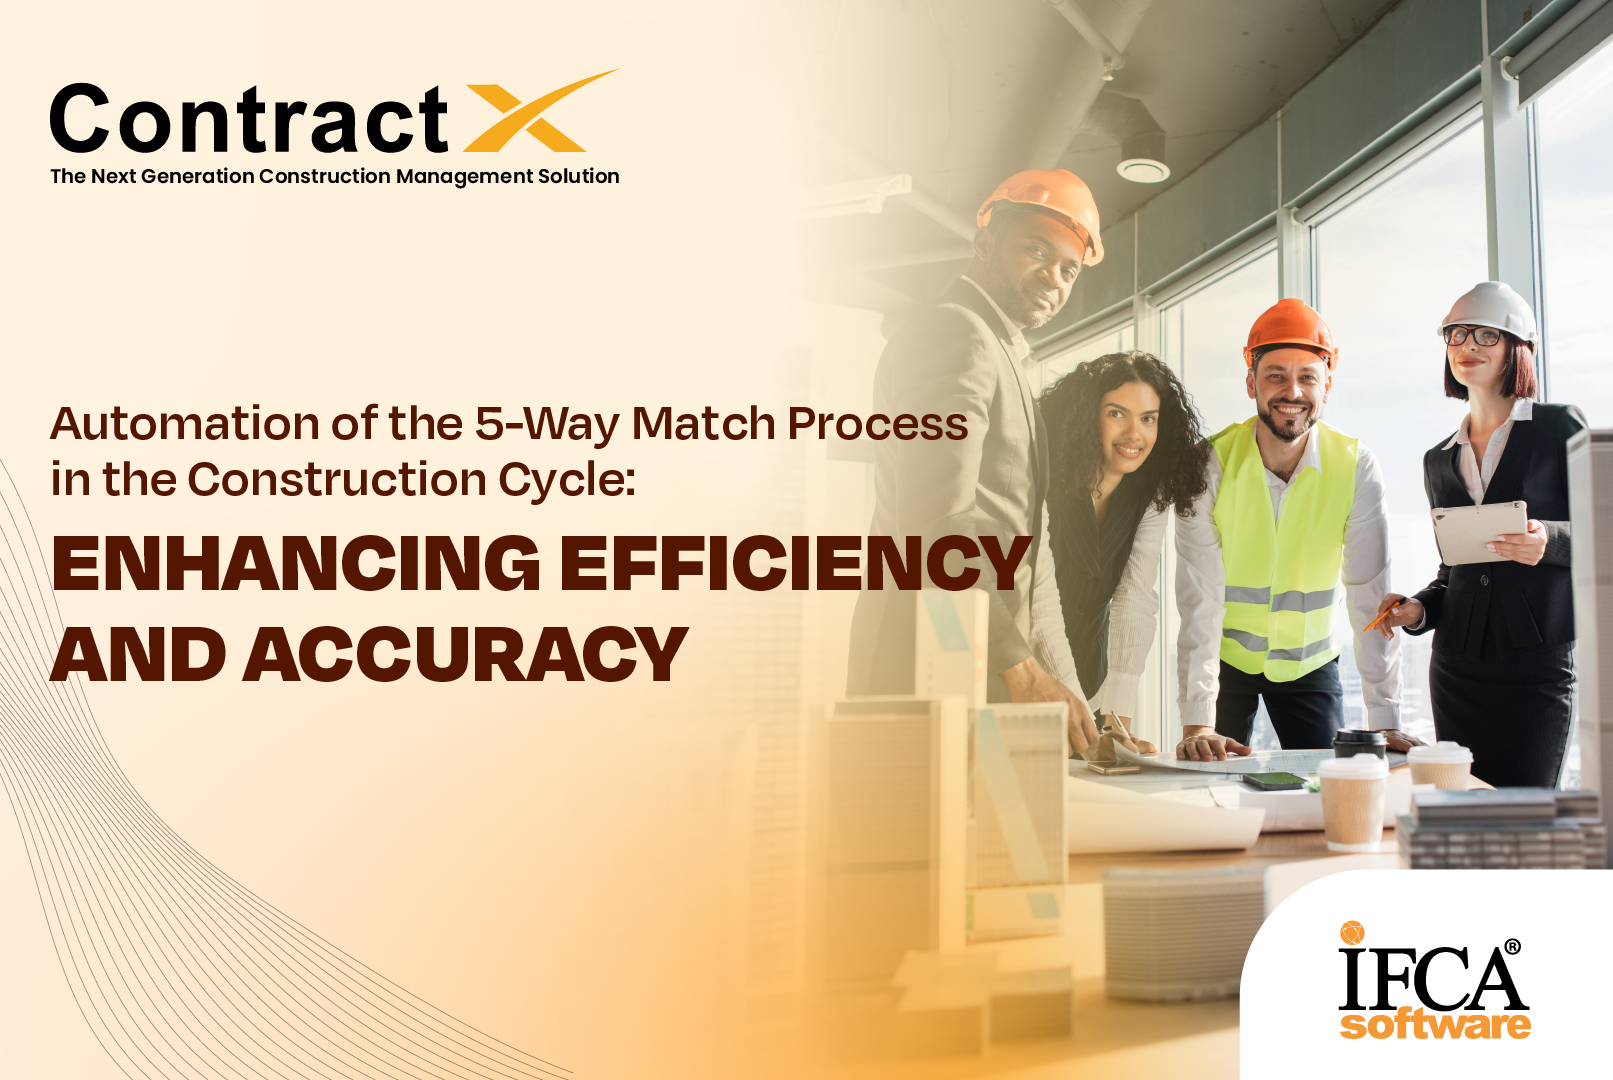 Contract X
The Next Generation Construction Management Solution
Automation of the 5-Way Match Process
in the Construction Cycle:
ENHANCING EFFICIENCY
AND ACCURACY
iFCA®
software